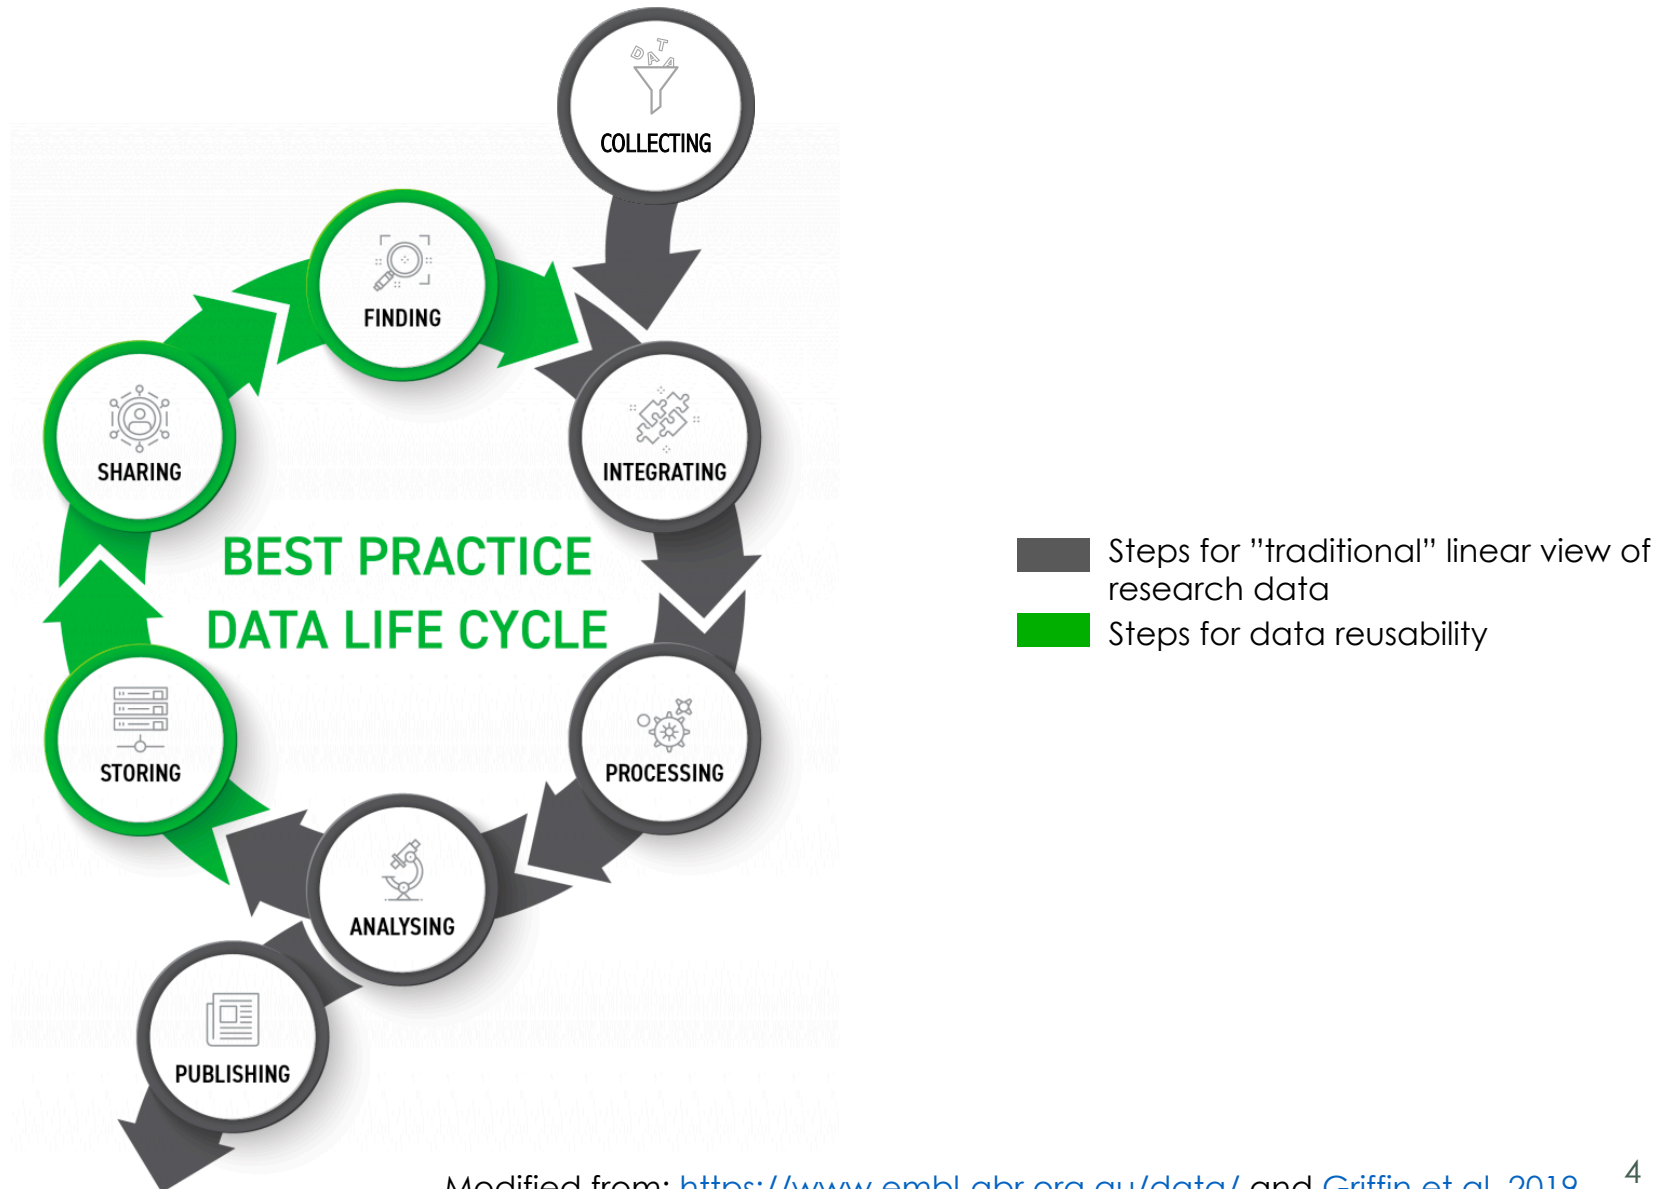 DATA
COLLECTING
FINDING
SHARING
INTEGRATING
BEST PRACTICE
DATA LIFE CYCLE
STORING
PROCESSING
ANALYSING
PUBLISHING
Steps for ”traditional” linear view of
research data
Steps for data reusability
Modified from: https://www.embl-abr.org.au/data/ and Griffin et al, 2019
4